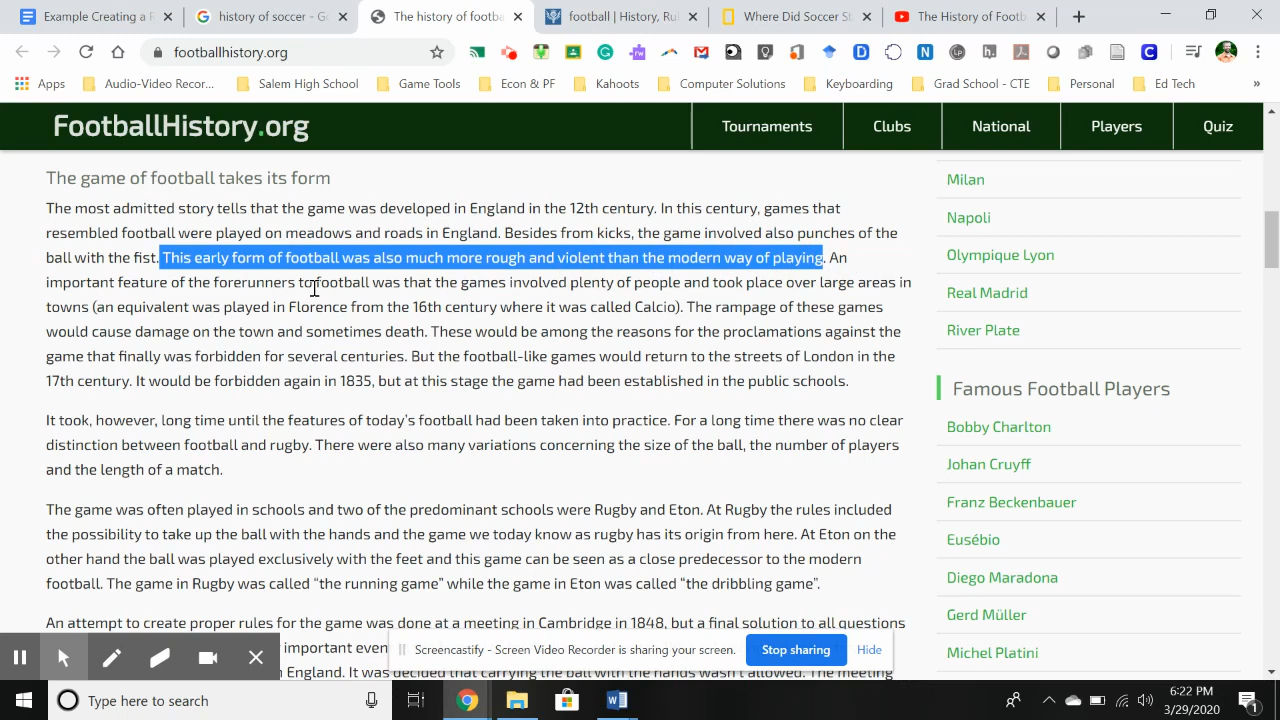 Example Creating a F
history of soccer - Go
The history of footba
football | History, Rul
Where Did Soccer St
The History of Footb
footballhistory.org
Apps
Audio-Video Recor...
Salem High School
Game Tools
Econ & PF
Kahoots
Computer Solutions
Keyboarding
Grad School - CTE
Personal
Ed Tech
»
FootballHistory.org
Tournaments
Clubs
National
Players
Quiz
The game of football takes its form
The most admitted story tells that the game was developed in England in the 12th century. In this century, games that
resembled football were played on meadows and roads in England. Besides from kicks, the game involved also punches of the
ball with the fist. This early form of football was also much more rough and violent than the modern way of playing. An
important feature of the forerunners to football was that the games involved plenty of people and took place over large areas in
towns (an equivalent was played in Florence from the 16th century where it was called Calcio). The rampage of these games
would cause damage on the town and sometimes death. These would be among the reasons for the proclamations against the
game that finally was forbidden for several centuries. But the football-like games would return to the streets of London in the
17th century. It would be forbidden again in 1835, but at this stage the game had been established in the public schools.
It took, however, long time until the features of today's football had been taken into practice. For a long time there was no clear
distinction between football and rugby. There were also many variations concerning the size of the ball, the number of players
and the length of a match.
The game was often played in schools and two of the predominant schools were Rugby and Eton. At Rugby the rules included
the possibility to take up the ball with the hands and the game we today know as rugby has its origin from here. At Eton on the
other hand the ball was played exclusively with the feet and this game can be seen as a close predecessor to the modern
football. The game in Rugby was called “the running game” while the game in Eton was called “the dribbling game”.
An attempt to create proper rules for the game was done at a meeting in Cambridge in 1848, but a final solution to all questions
important even
n England. It was decided that carrying the ball with the hands wasn't allowed. The meeting
Milan
Napoli
Olympique Lyon
Real Madrid
River Plate
Famous Football Players
Bobby Charlton
Johan Cruyff
Franz Beckenbauer
Eusébio
Diego Maradona
Gerd Müller
Michel Platini
Screencastify - Screen Video Recorder is sharing your screen.
Stop sharing
Hide
Type here to search
6:22 PM
3/29/2020